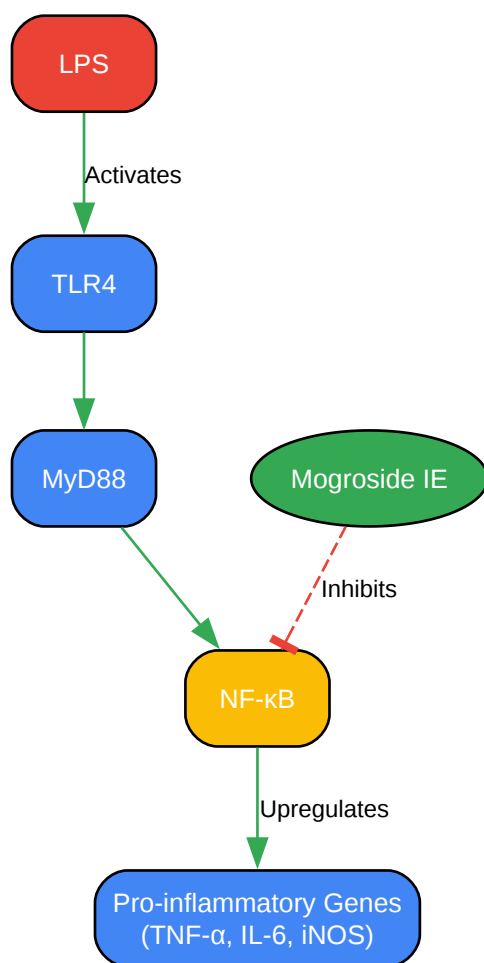 LPS
Activates
TLR4
MyD88
Mogroside IE
Inhibits
NF-κB
Upregulates
Pro-inflammatory Genes
(TNF-α, IL-6, iNOS)